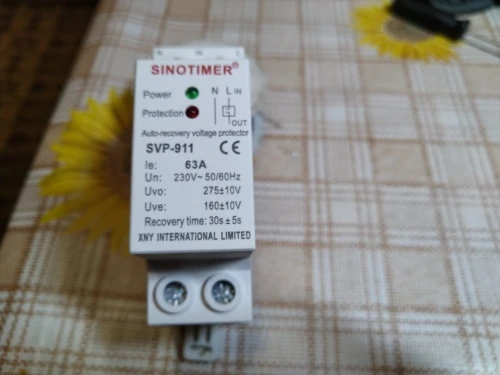 SINOTIMER®
Power N L IN
Protection
OUT
Auto-recovery voltage protector
SVP-911 CE
Ie: 63A
Un: 230V~ 50/60Hz
Uvo: 275±10V
Uve: 160±10V
Recovery time: 30s ± 5s
XNY INTERNATIONAL LIMITED